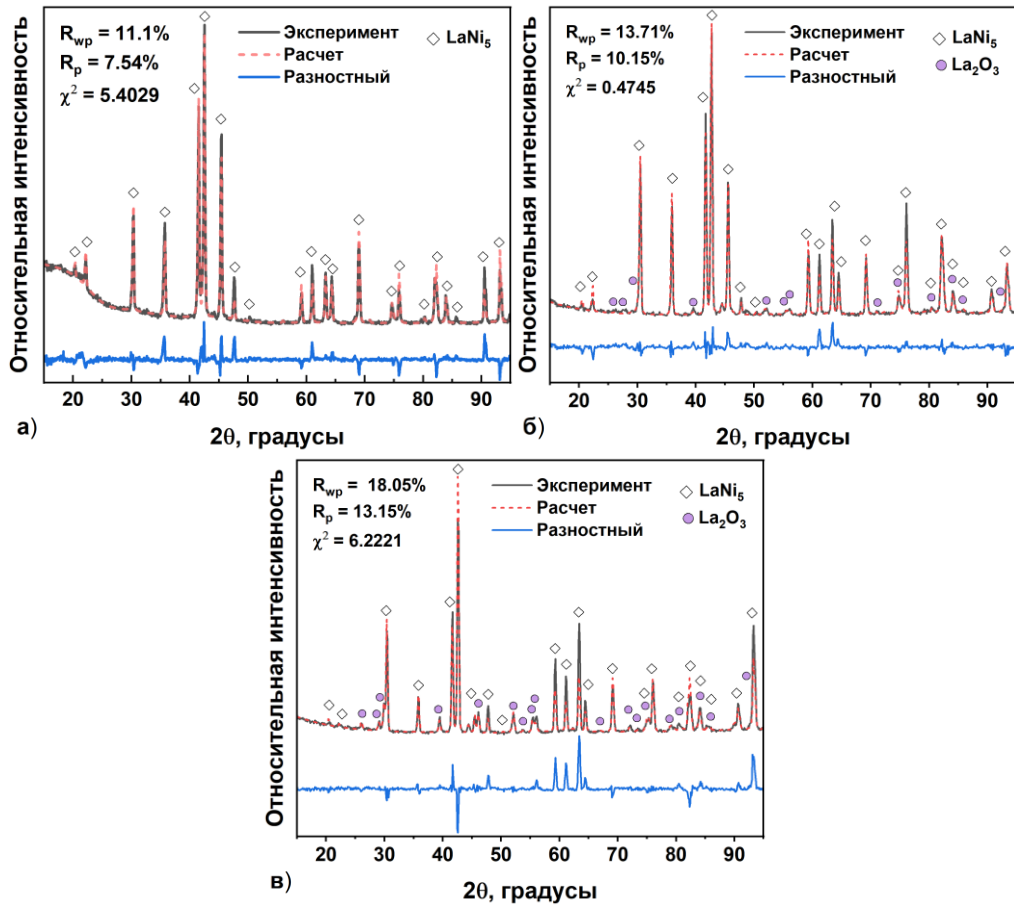 Относительная интенсивность
R_wp = 11.1%
R_p = 7.54%
χ² = 5.4029
Эксперимент
Расчет
Разностный
LaNi₅
20 30 40 50 60 70 80 90
2θ, градусы
а)
Относительная интенсивность
R_wp = 13.71%
R_p = 10.15%
χ² = 0.4745
Эксперимент
Расчет
Разностный
LaNi₅
La₂O₃
20 30 40 50 60 70 80 90
2θ, градусы
б)
Относительная интенсивность
R_wp = 18.05%
R_p = 13.15%
χ² = 6.2221
Эксперимент
Расчет
Разностный
LaNi₅
La₂O₃
20 30 40 50 60 70 80 90
2θ, градусы
в)